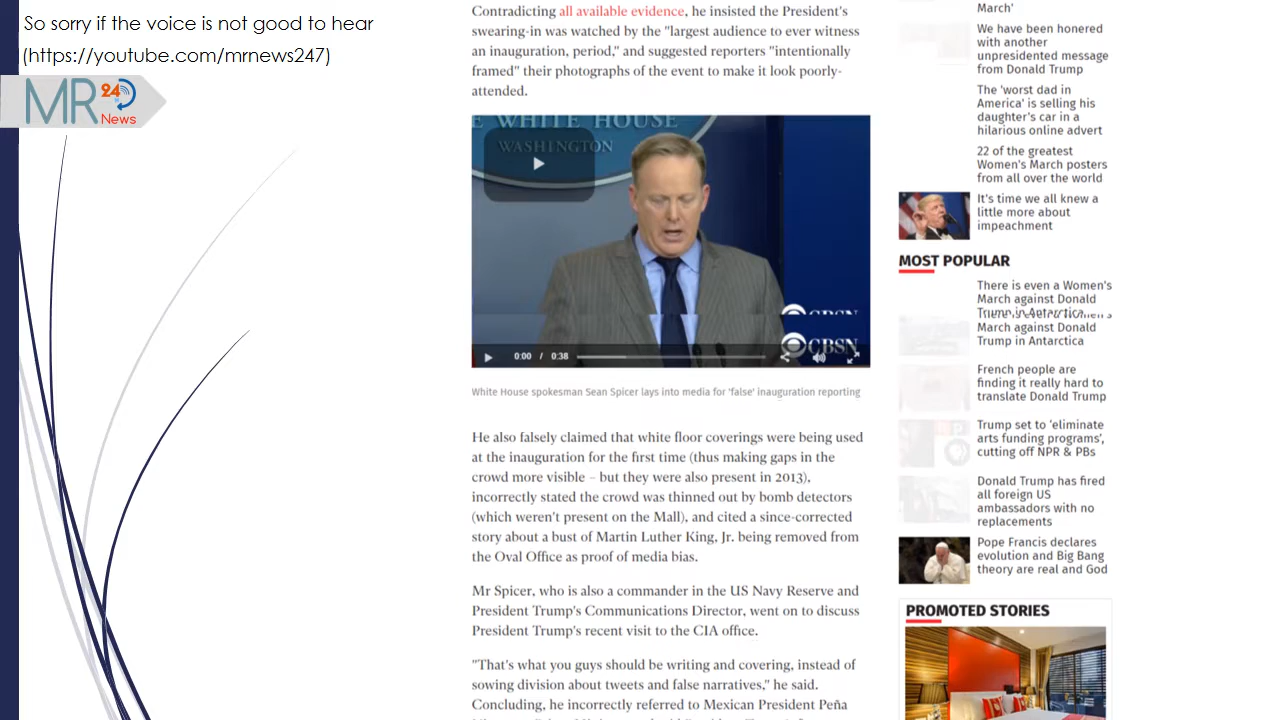 So sorry if the voice is not good to hear
(https://youtube.com/mrnews247)
MR 24
News
Contradicting all available evidence, he insisted the President's
swearing-in was watched by the "largest audience to ever witness
an inauguration, period," and suggested reporters "intentionally
framed" their photographs of the event to make it look poorly-
attended.
THE WHITE HOUSE
WASHINGTON
CBSN
CBSN
0:00 / 0:38
White House spokesman Sean Spicer lays into media for 'false' inauguration reporting
He also falsely claimed that white floor coverings were being used
at the inauguration for the first time (thus making gaps in the
crowd more visible – but they were also present in 2013),
incorrectly stated the crowd was thinned out by bomb detectors
(which weren't present on the Mall), and cited a since-corrected
story about a bust of Martin Luther King, Jr. being removed from
the Oval Office as proof of media bias.
Mr Spicer, who is also a commander in the US Navy Reserve and
President Trump's Communications Director, went on to discuss
President Trump's recent visit to the CIA office.
"That's what you guys should be writing and covering, instead of
sowing division about tweets and false narratives," he said.
Concluding, he incorrectly referred to Mexican President Peña
March'
We have been honored
with another
unpresidented message
from Donald Trump
The 'worst dad in
America' is selling his
daughter's car in a
hilarious online advert
22 of the greatest
Women's March posters
from all over the world
It's time we all knew a
little more about
impeachment
MOST POPULAR
There is even a Women's
March against Donald
Trump in Antarctica
March against Donald
Trump in Antarctica
French people are
finding it really hard to
translate Donald Trump
Trump set to 'eliminate
arts funding programs',
cutting off NPR & PBs
Donald Trump has fired
all foreign US
ambassadors with no
replacements
Pope Francis declares
evolution and Big Bang
theory are real and God
PROMOTED STORIES